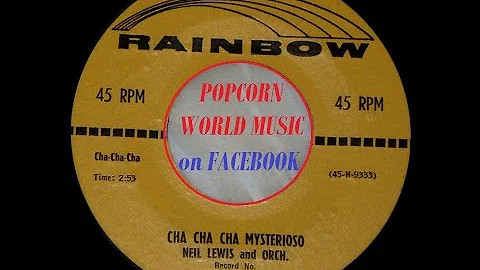 RAINBOW
45 RPM
45 RPM
POPCORN
WORLD MUSIC
on FACEBOOK
Cha-Cha-Cha
Time: 2:53
(45-H-9333)
CHA CHA CHA MYSTERIOSO
NEIL LEWIS and ORCH.
Record No.